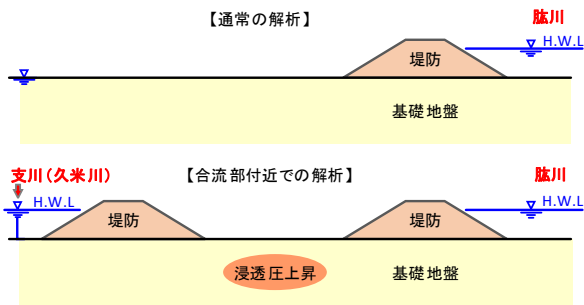 【通常の解析】
肱川
H.W.L
堤防
基礎地盤
支川(久米川)
【合流部付近での解析】
肱川
H.W.L
H.W.L
堤防
堤防
浸透圧上昇
基礎地盤